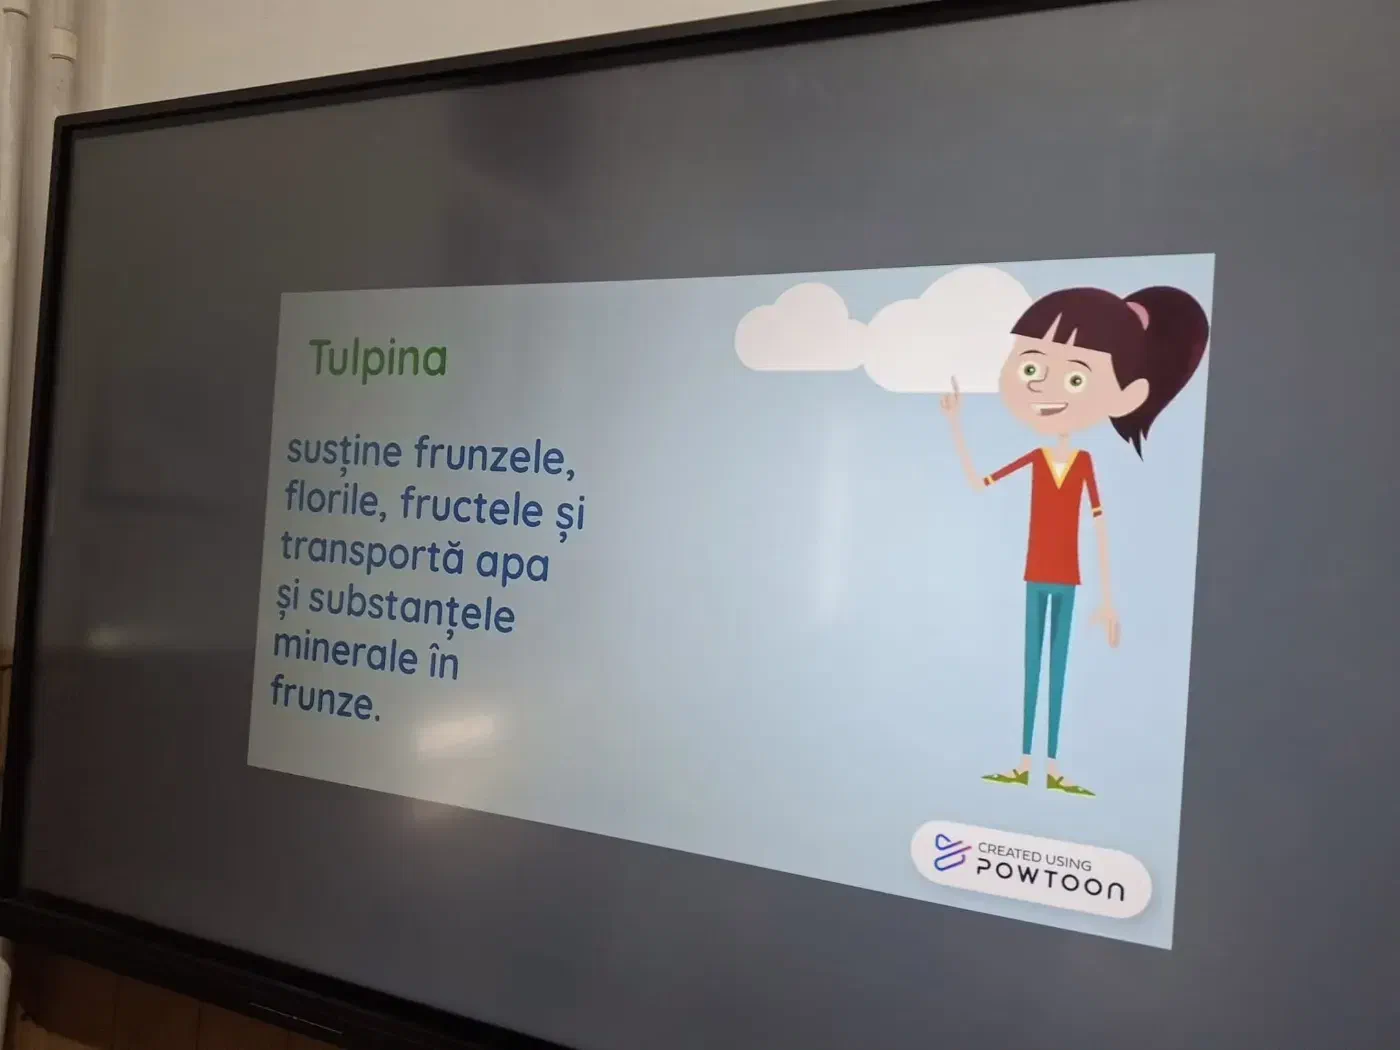 Tulpina
susține frunzele,
florile, fructele și
transportă apa
și substanțele
minerale în
frunze.
CREATED USING
POWTOON